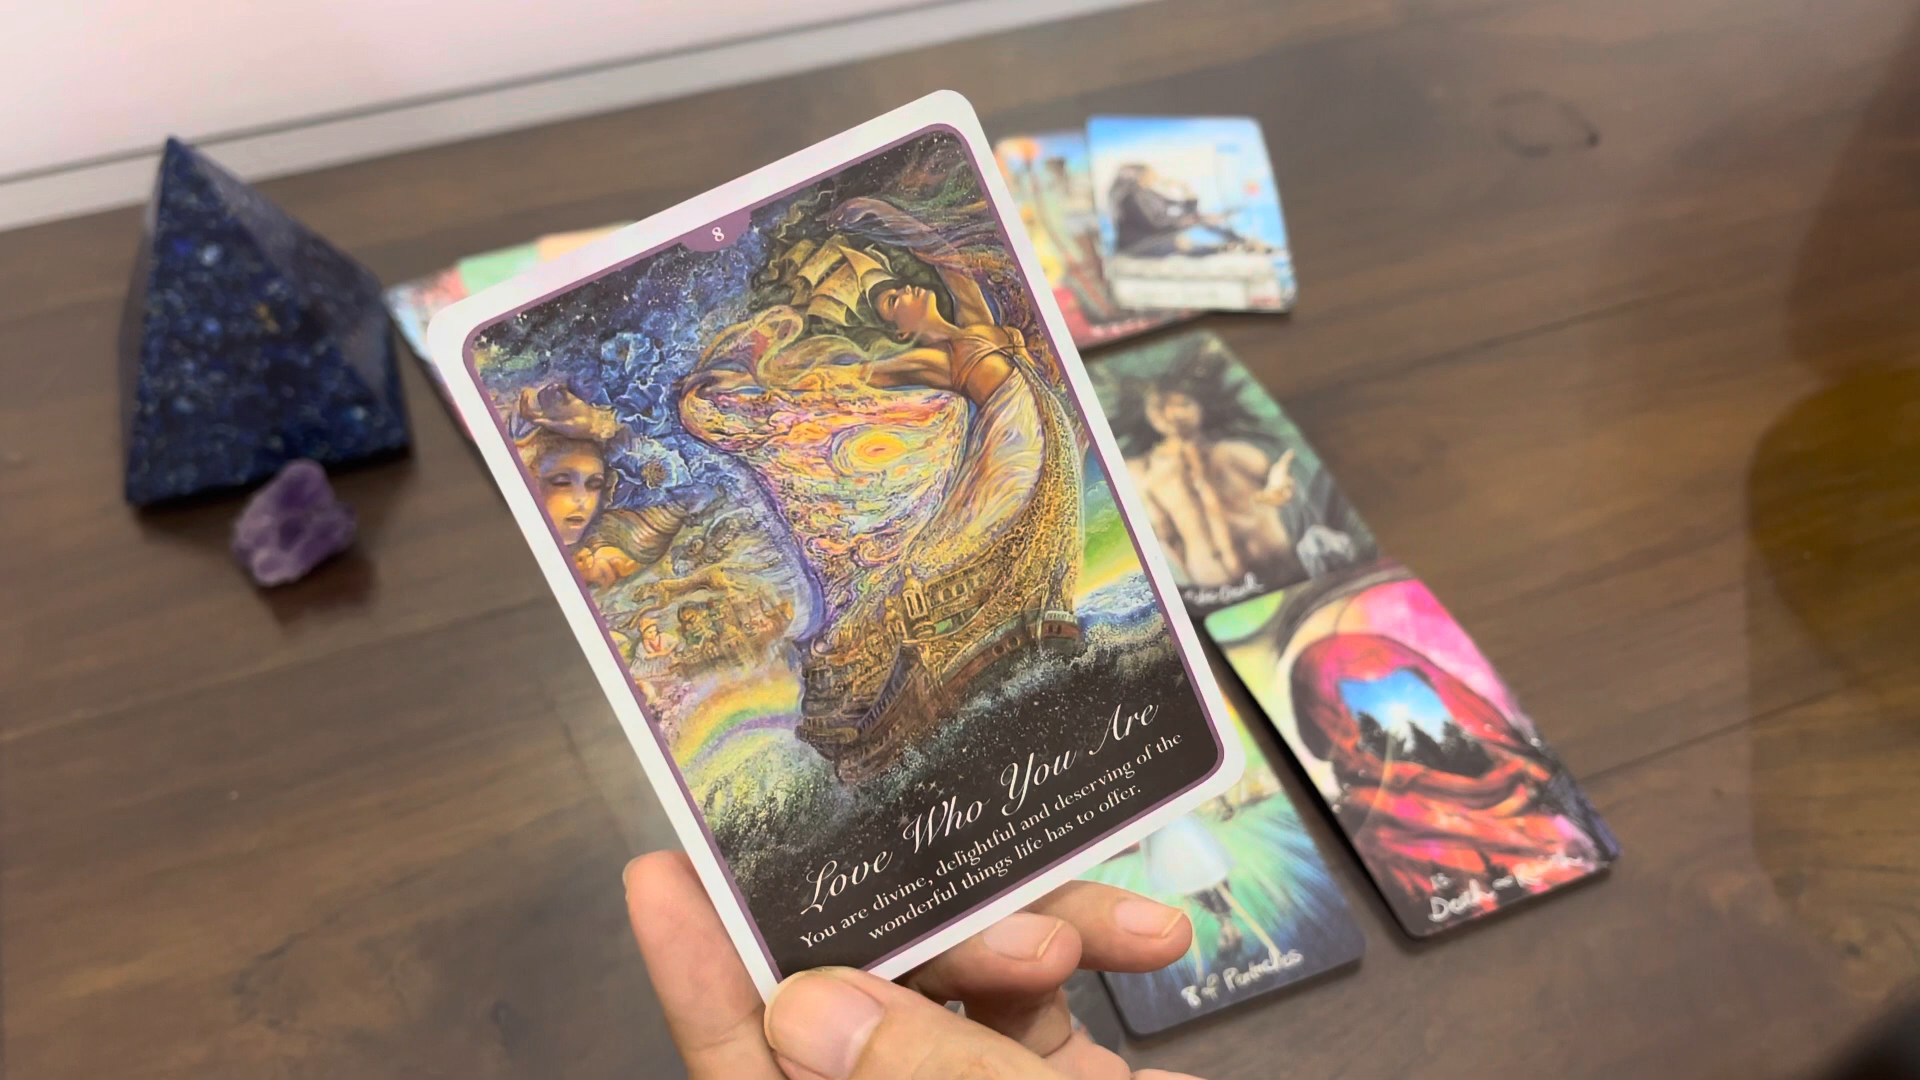 8
Love Who You Are
You are divine, delightful and deserving of the
wonderful things life has to offer.
8 of Pentacles
Death